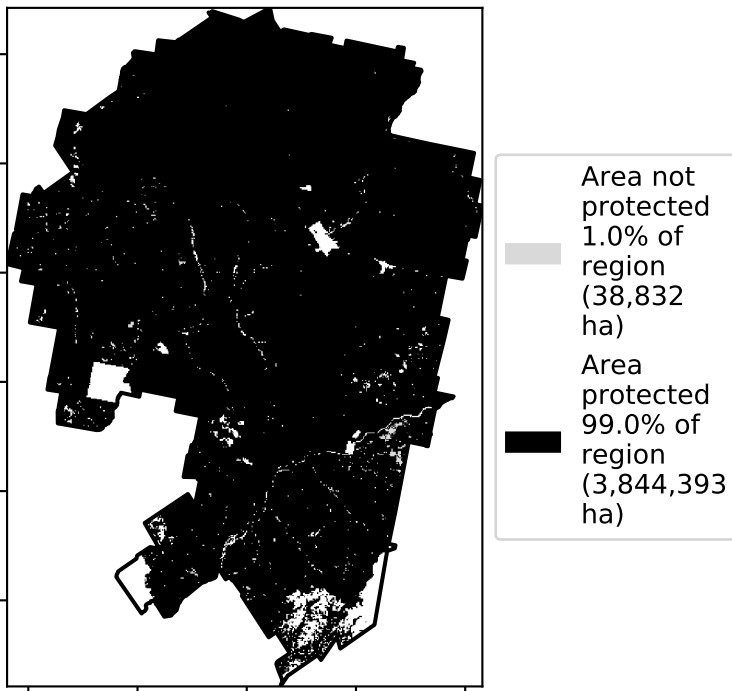 Area not
protected
1.0% of
region
(38,832
ha)
Area
protected
99.0% of
region
(3,844,393
ha)